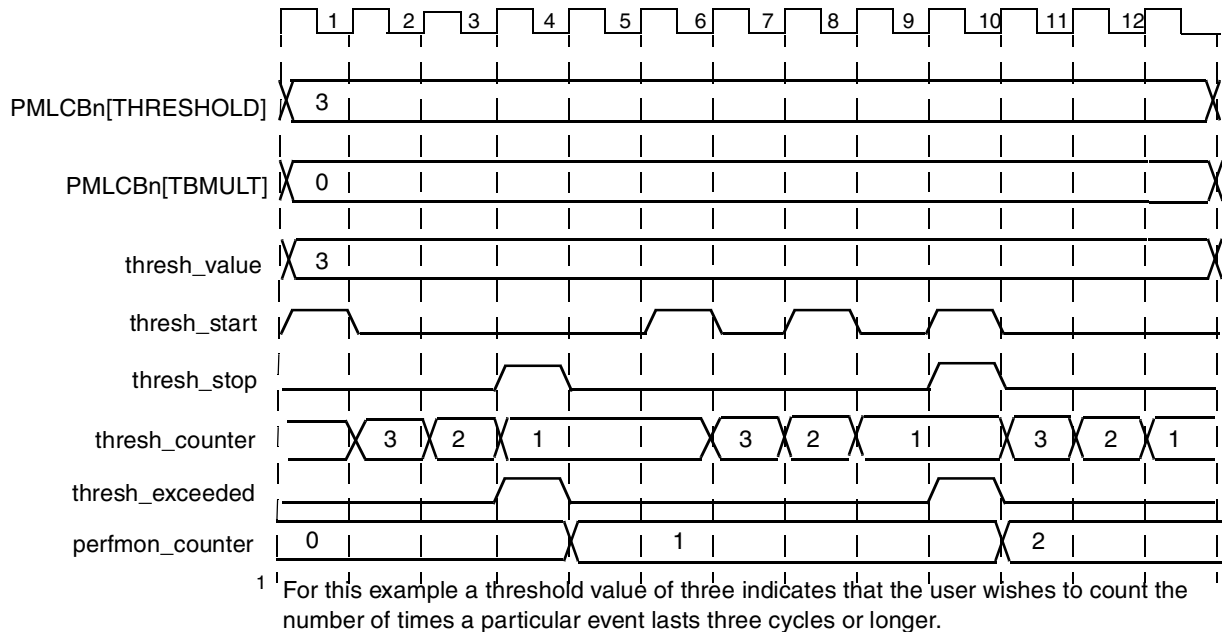 1 2 3 4 5 6 7 8 9 10 11 12
PMLCBn[THRESHOLD] 3
PMLCBn[TBMULT] 0
thresh_value 3
thresh_start
thresh_stop
thresh_counter 3 2 1 3 2 1 3 2 1
thresh_exceeded
perfmon_counter 0 1 2
1 For this example a threshold value of three indicates that the user wishes to count the
number of times a particular event lasts three cycles or longer.